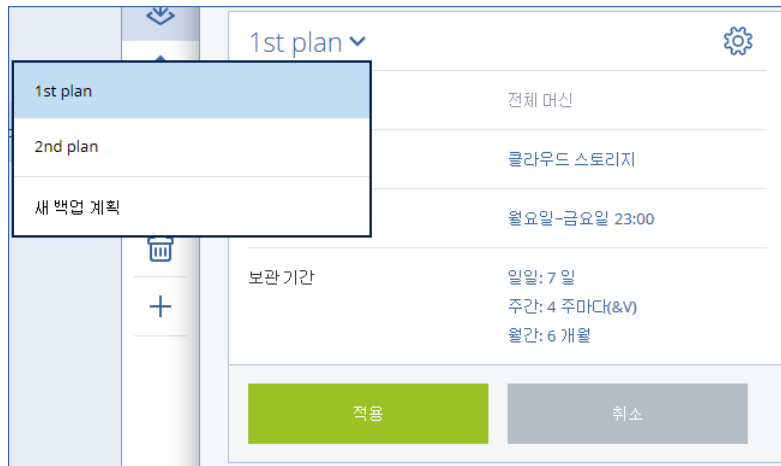 1st plan
1st plan
전체 머신
2nd plan
클라우드 스토리지
새 백업 계획
월요일-금요일 23:00
보관 기간
일일: 7 일
주간: 4 주마다(&V)
월간: 6 개월
적용
취소